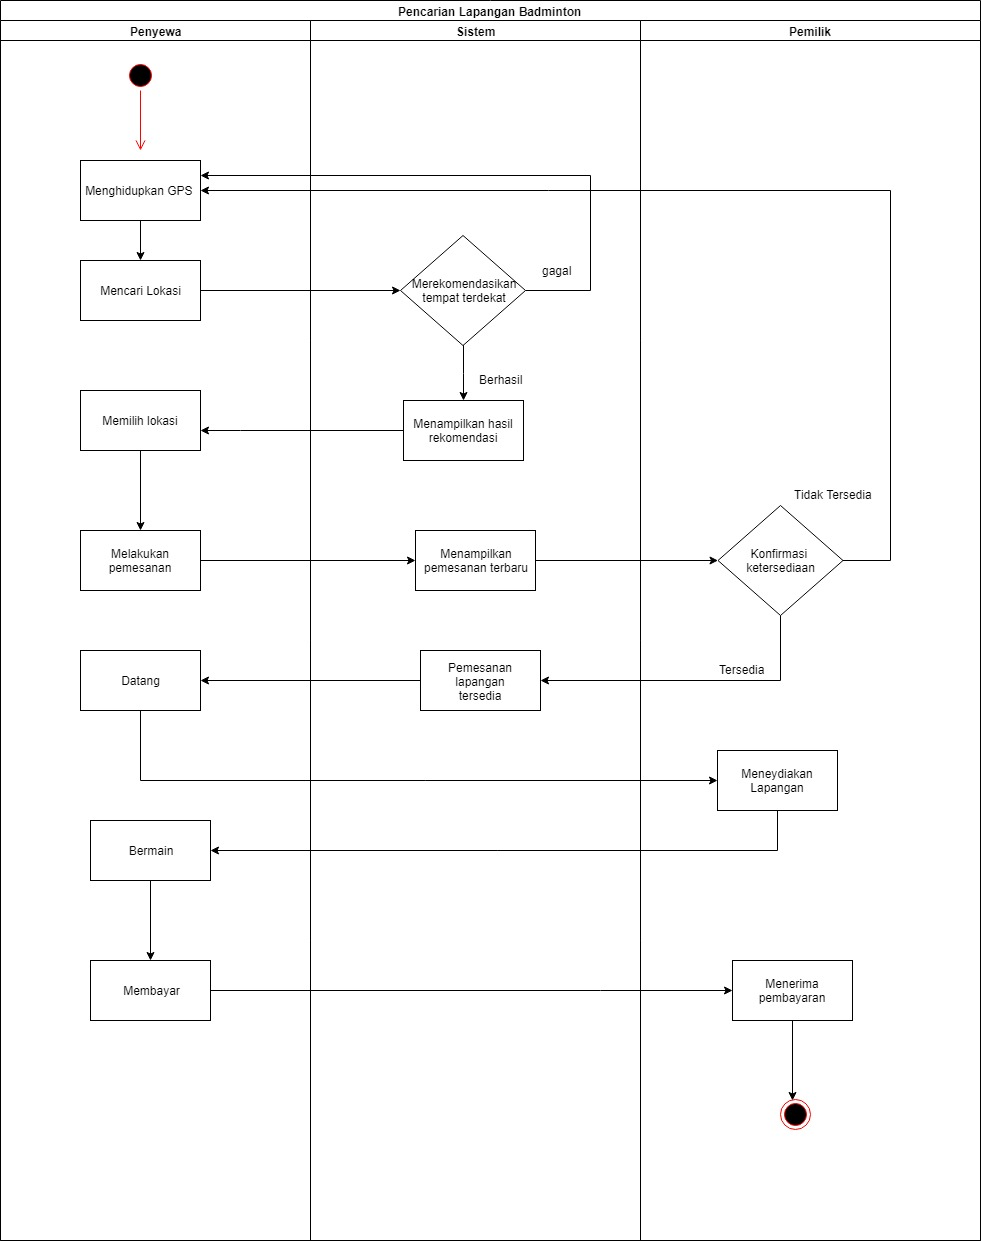 Pencarian Lapangan Badminton
Penyewa
Sistem
Pemilik
Menghidupkan GPS
Mencari Lokasi
Merekomendasikan
tempat terdekat
gagal
Berhasil
Menampilkan hasil
rekomendasi
Memilih lokasi
Melakukan
pemesanan
Menampilkan
pemesanan terbaru
Tidak Tersedia
Konfirmasi
ketersediaan
Tersedia
Pemesanan
lapangan
tersedia
Datang
Meneydiakan
Lapangan
Bermain
Membayar
Menerima
pembayaran